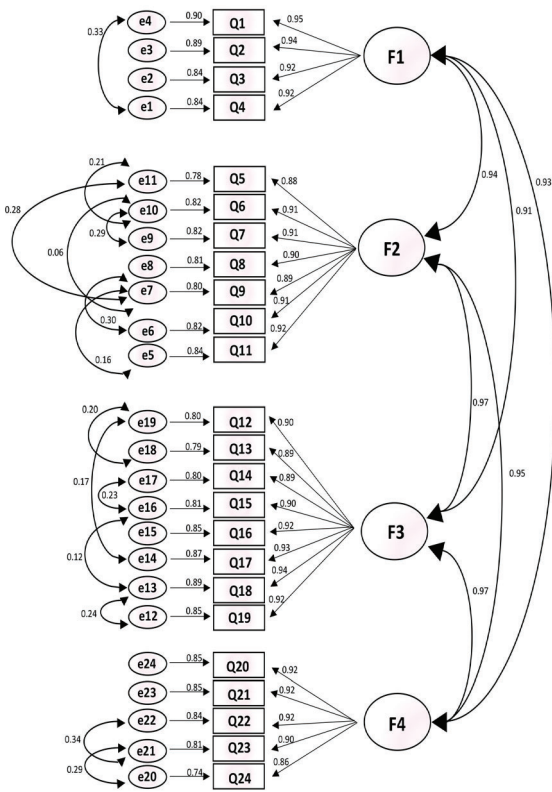 e4 0.90 Q1 0.95
0.33
e3 0.89 Q2 0.94
F1
e2 0.84 Q3 0.92
e1 0.84 Q4 0.92
0.94
0.91
0.93
0.21
e11 0.78 Q5 0.88
e10 0.82 Q6 0.91
0.28
0.29
e9 0.82 Q7 0.91
F2
0.06
e8 0.81 Q8 0.90
e7 0.80 Q9 0.89
Q10 0.91
0.30
e6 0.82 Q11 0.92
e5 0.84
0.16
0.97
0.95
0.20
e19 0.80 Q12 0.90
e18 0.79 Q13 0.89
0.17
e17 0.80 Q14 0.89
0.23
e16 0.81 Q15 0.90
e15 0.85 Q16 0.92
F3
0.12
e14 0.87 Q17 0.93
e13 0.89 Q18 0.94
0.24
e12 0.85 Q19 0.92
0.97
e24 0.85 Q20 0.92
e23 0.85 Q21 0.92
e22 0.84 Q22 0.92
F4
0.34
e21 0.81 Q23 0.90
0.29
e20 0.74 Q24 0.86